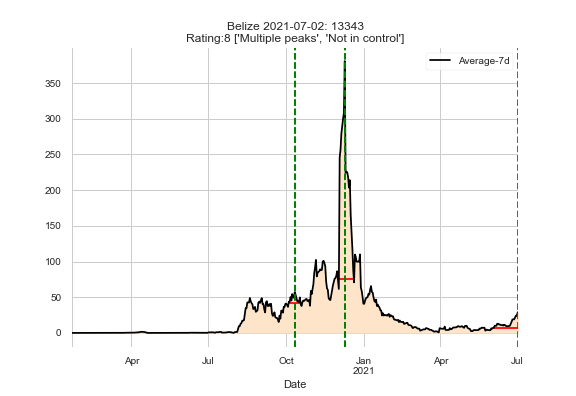 Belize 2021-07-02: 13343
Rating:8 ['Multiple peaks', 'Not in control']
Average-7d
350
300
250
200
150
100
50
0
Apr Jul Oct Jan Apr Jul
2021
Date